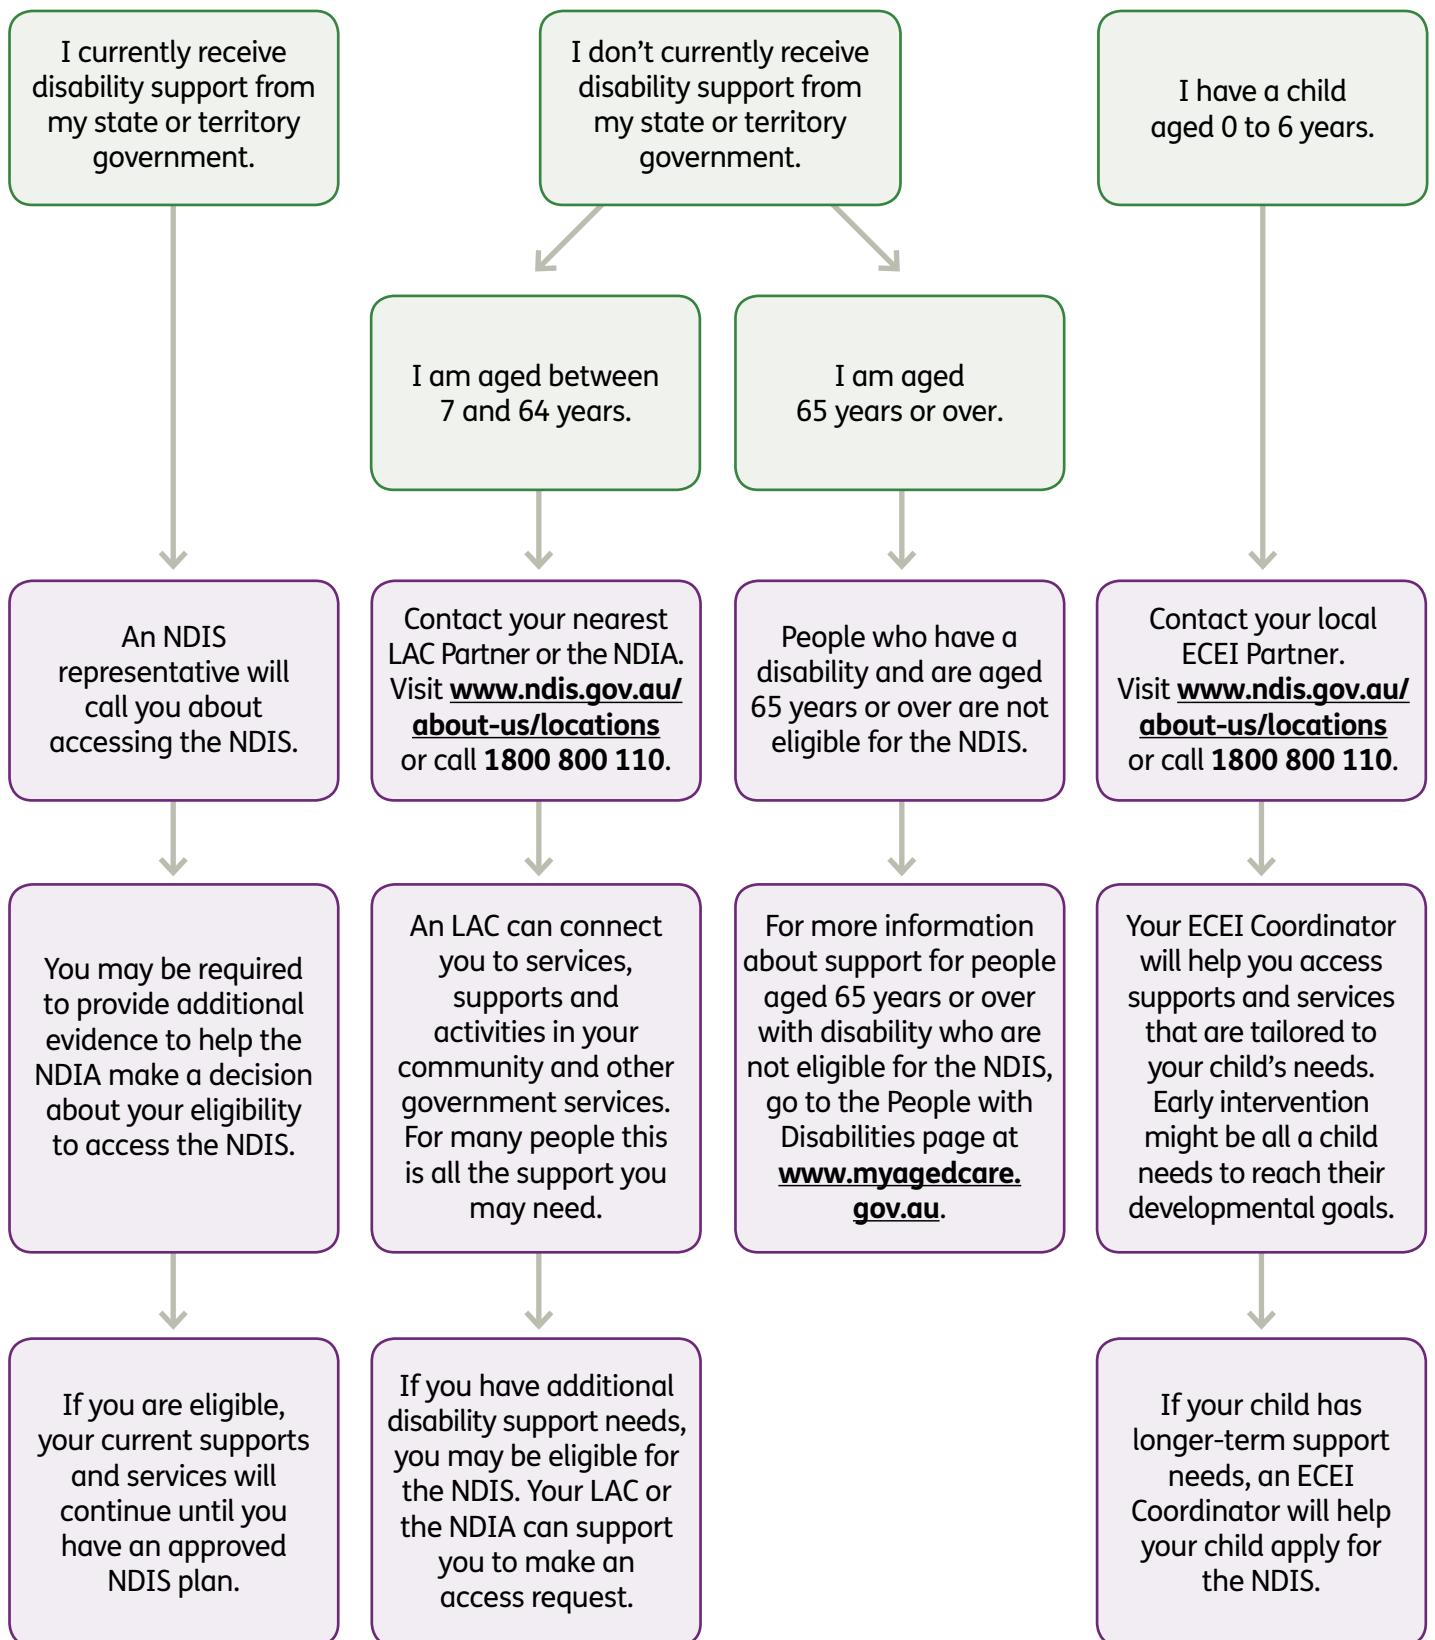 I currently receive
disability support from
my state or territory
government.
I don’t currently receive
disability support from
my state or territory
government.
I have a child
aged 0 to 6 years.
I am aged between
7 and 64 years.
I am aged
65 years or over.
An NDIS
representative will
call you about
accessing the NDIS.
Contact your nearest
LAC Partner or the NDIA.
Visit www.ndis.gov.au/
about-us/locations
or call 1800 800 110.
People who have a
disability and are aged
65 years or over are not
eligible for the NDIS.
Contact your local
ECEI Partner.
Visit www.ndis.gov.au/
about-us/locations
or call 1800 800 110.
You may be required
to provide additional
evidence to help the
NDIA make a decision
about your eligibility
to access the NDIS.
An LAC can connect
you to services,
supports and
activities in your
community and other
government services.
For many people this
is all the support you
may need.
For more information
about support for people
aged 65 years or over
with disability who are
not eligible for the NDIS,
go to the People with
Disabilities page at
www.myagedcare.
gov.au.
Your ECEI Coordinator
will help you access
supports and services
that are tailored to
your child’s needs.
Early intervention
might be all a child
needs to reach their
developmental goals.
If you are eligible,
your current supports
and services will
continue until you
have an approved
NDIS plan.
If you have additional
disability support needs,
you may be eligible for
the NDIS. Your LAC or
the NDIA can support
you to make an
access request.
If your child has
longer-term support
needs, an ECEI
Coordinator will help
your child apply for
the NDIS.